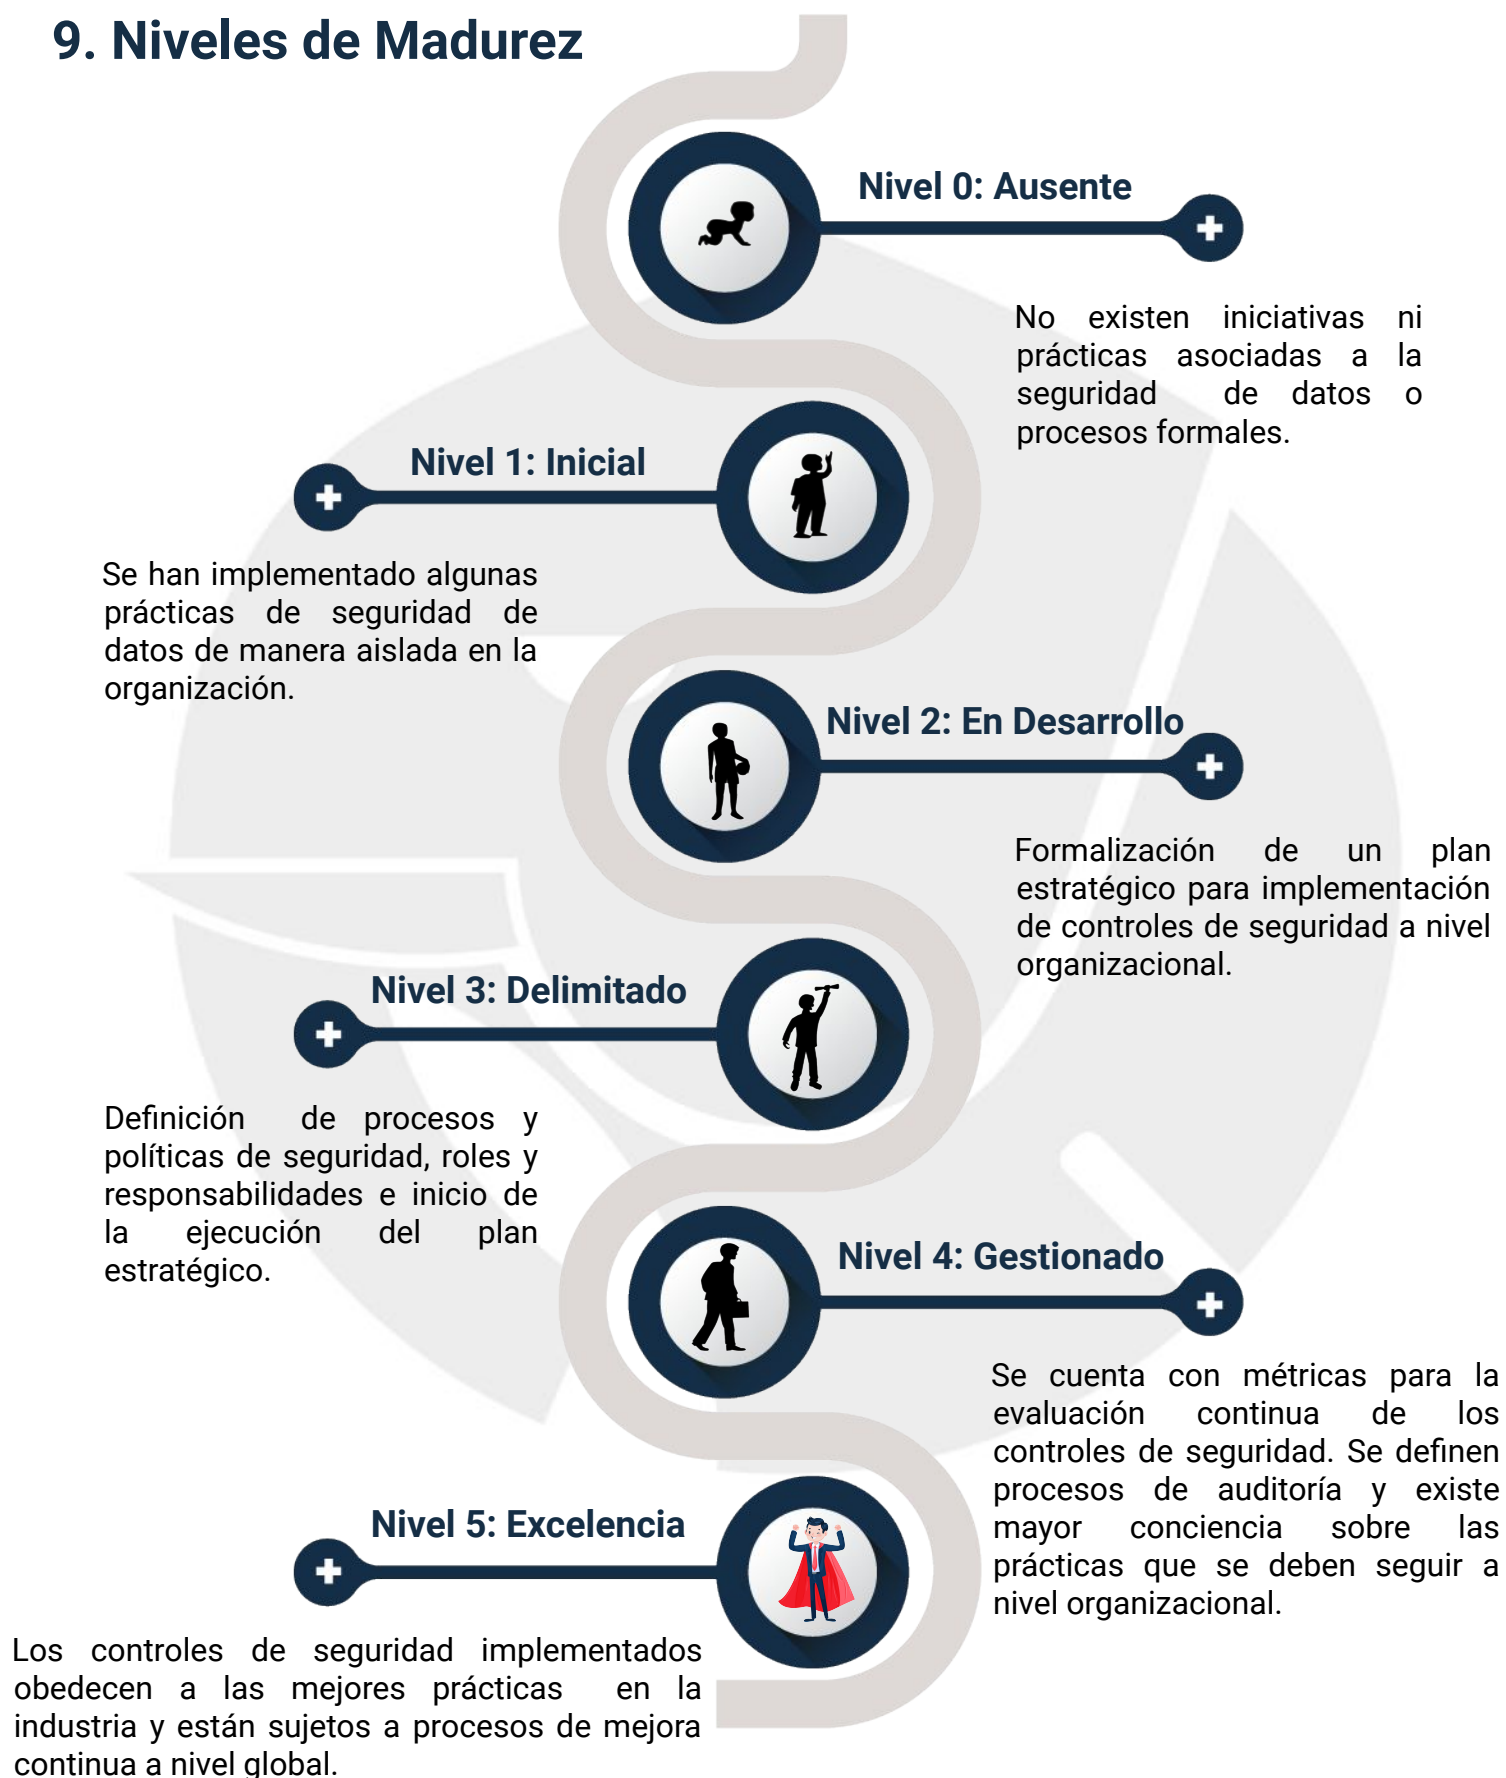 9. Niveles de Madurez
Nivel 0: Ausente
No existen iniciativas ni
prácticas asociadas a la
seguridad de datos o
procesos formales.
Nivel 1: Inicial
Se han implementado algunas
prácticas de seguridad de
datos de manera aislada en la
organización.
Nivel 2: En Desarrollo
Formalización de un plan
estratégico para implementación
de controles de seguridad a nivel
organizacional.
Nivel 3: Delimitado
Definición de procesos y
políticas de seguridad, roles y
responsabilidades e inicio de
la ejecución del plan
estratégico.
Nivel 4: Gestionado
Se cuenta con métricas para la
evaluación continua de los
controles de seguridad. Se definen
procesos de auditoría y existe
mayor conciencia sobre las
prácticas que se deben seguir a
nivel organizacional.
Nivel 5: Excelencia
Los controles de seguridad implementados
obedecen a las mejores prácticas en la
industria y están sujetos a procesos de mejora
continua a nivel global.